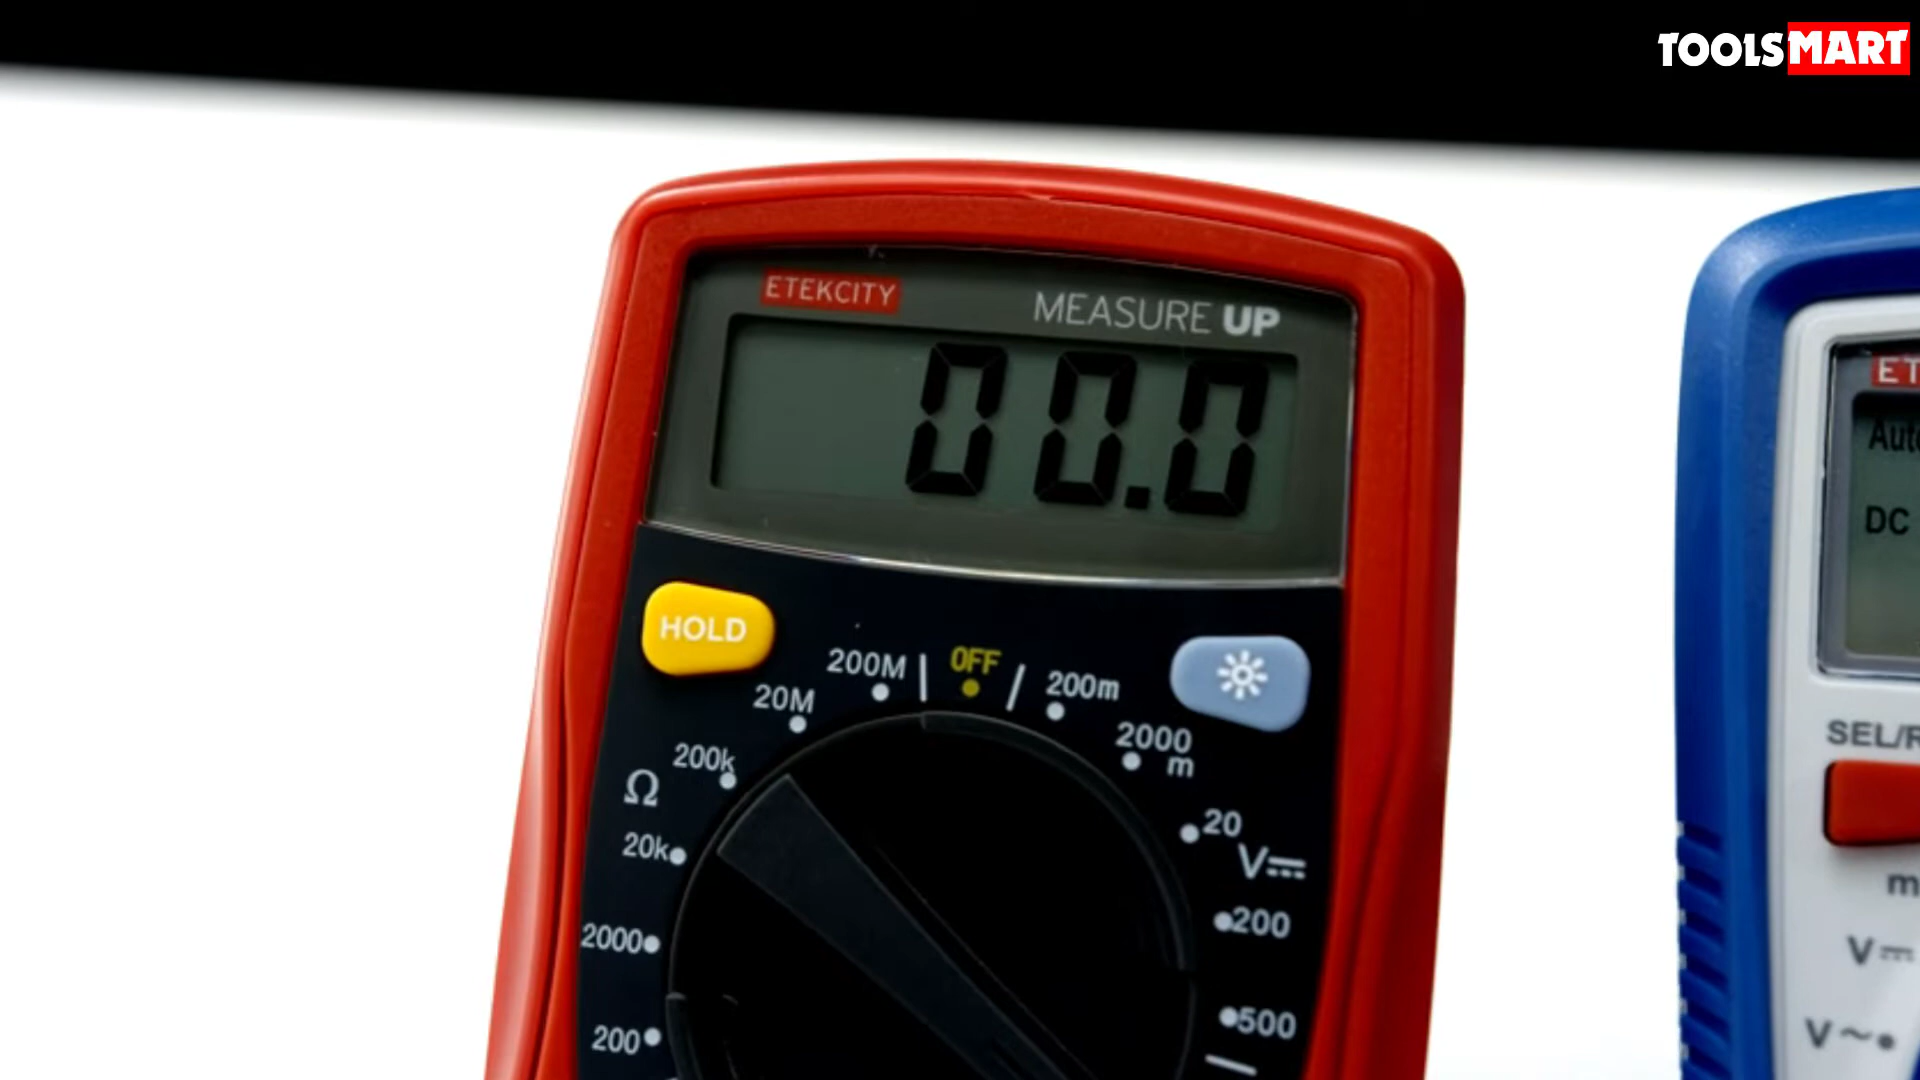 TOOLSMART
ETEKCITY
MEASURE UP
00.0
HOLD
200M
OFF
200m
20M
2000
m
200k
Ω
20
20k
V
2000
200
200
500
ET
Auto
DC
SEL/R
m
V
V~